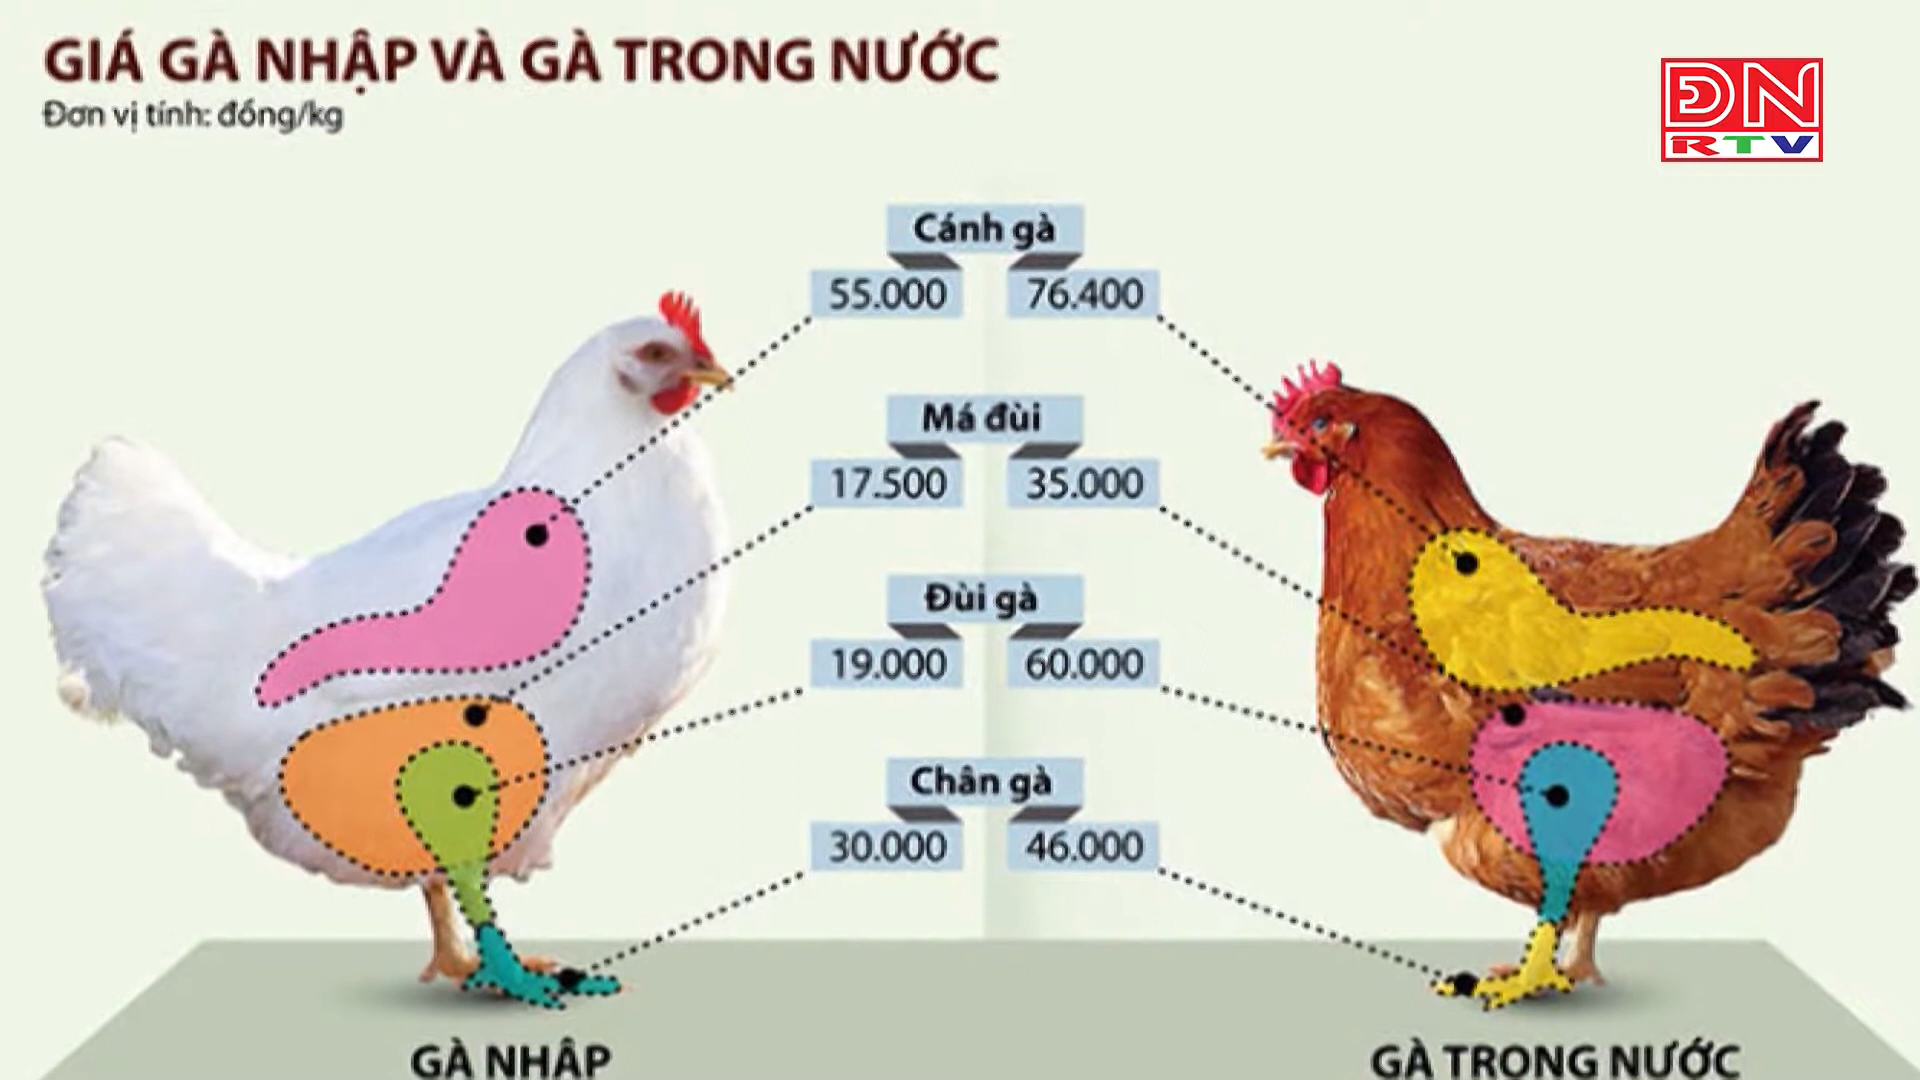 GIÁ GÀ NHẬP VÀ GÀ TRONG NƯỚC
Đơn vị tính: đồng/kg
ĐN
RTV
Cánh gà
55.000 76.400
Má đùi
17.500 35.000
Đùi gà
19.000 60.000
Chân gà
30.000 46.000
GÀ NHẬP GÀ TRONG NƯỚC